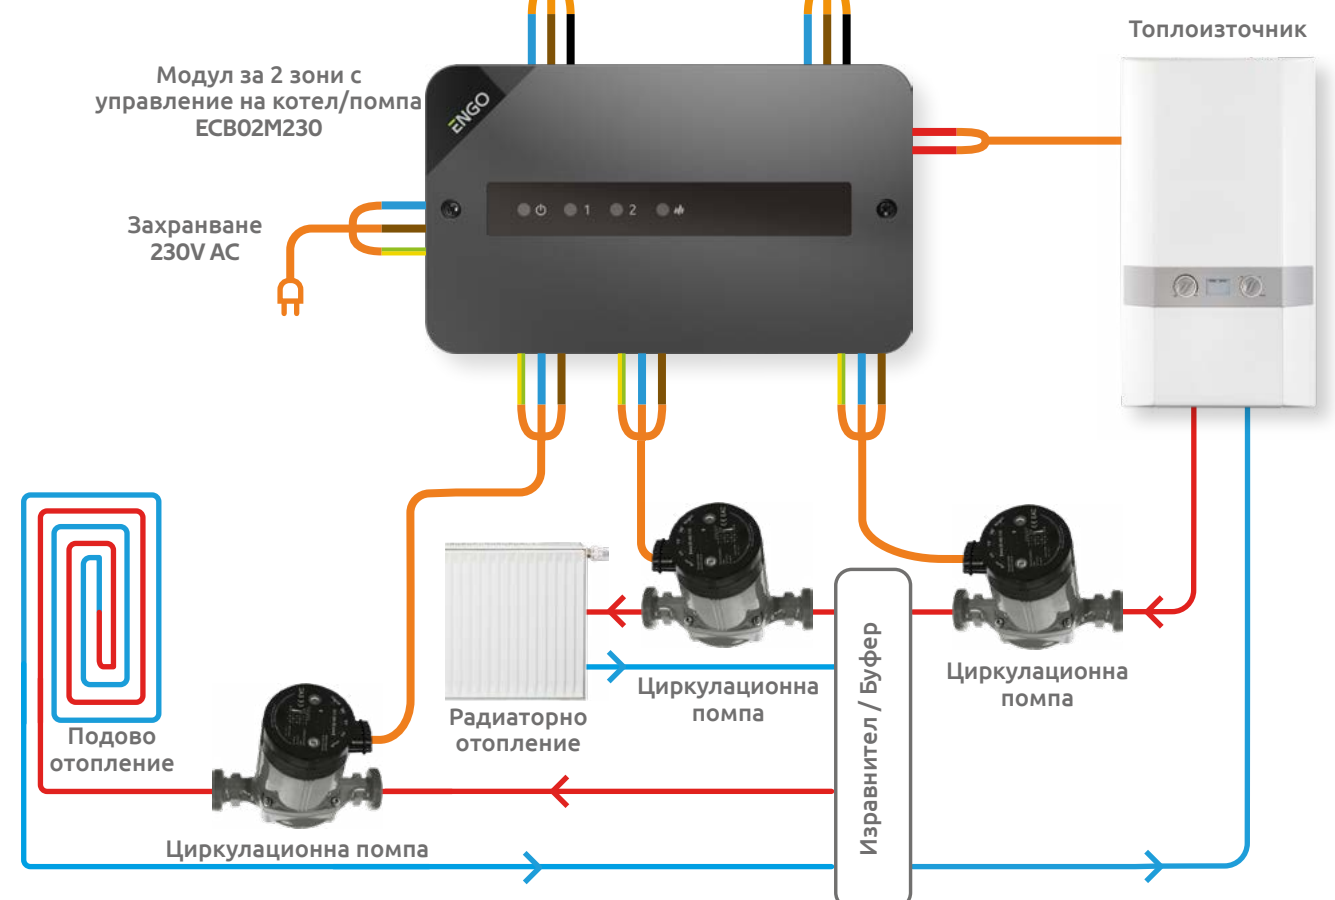 Топлоизточник
Модул за 2 зони с
управление на котел/помпа
ECB02M230
ENGO
Захранване
230V AC
1
2
Подово
отопление
Радиаторно
отопление
Циркулационна
помпа
Циркулационна
помпа
Изравнител / Буфер
Циркулационна помпа